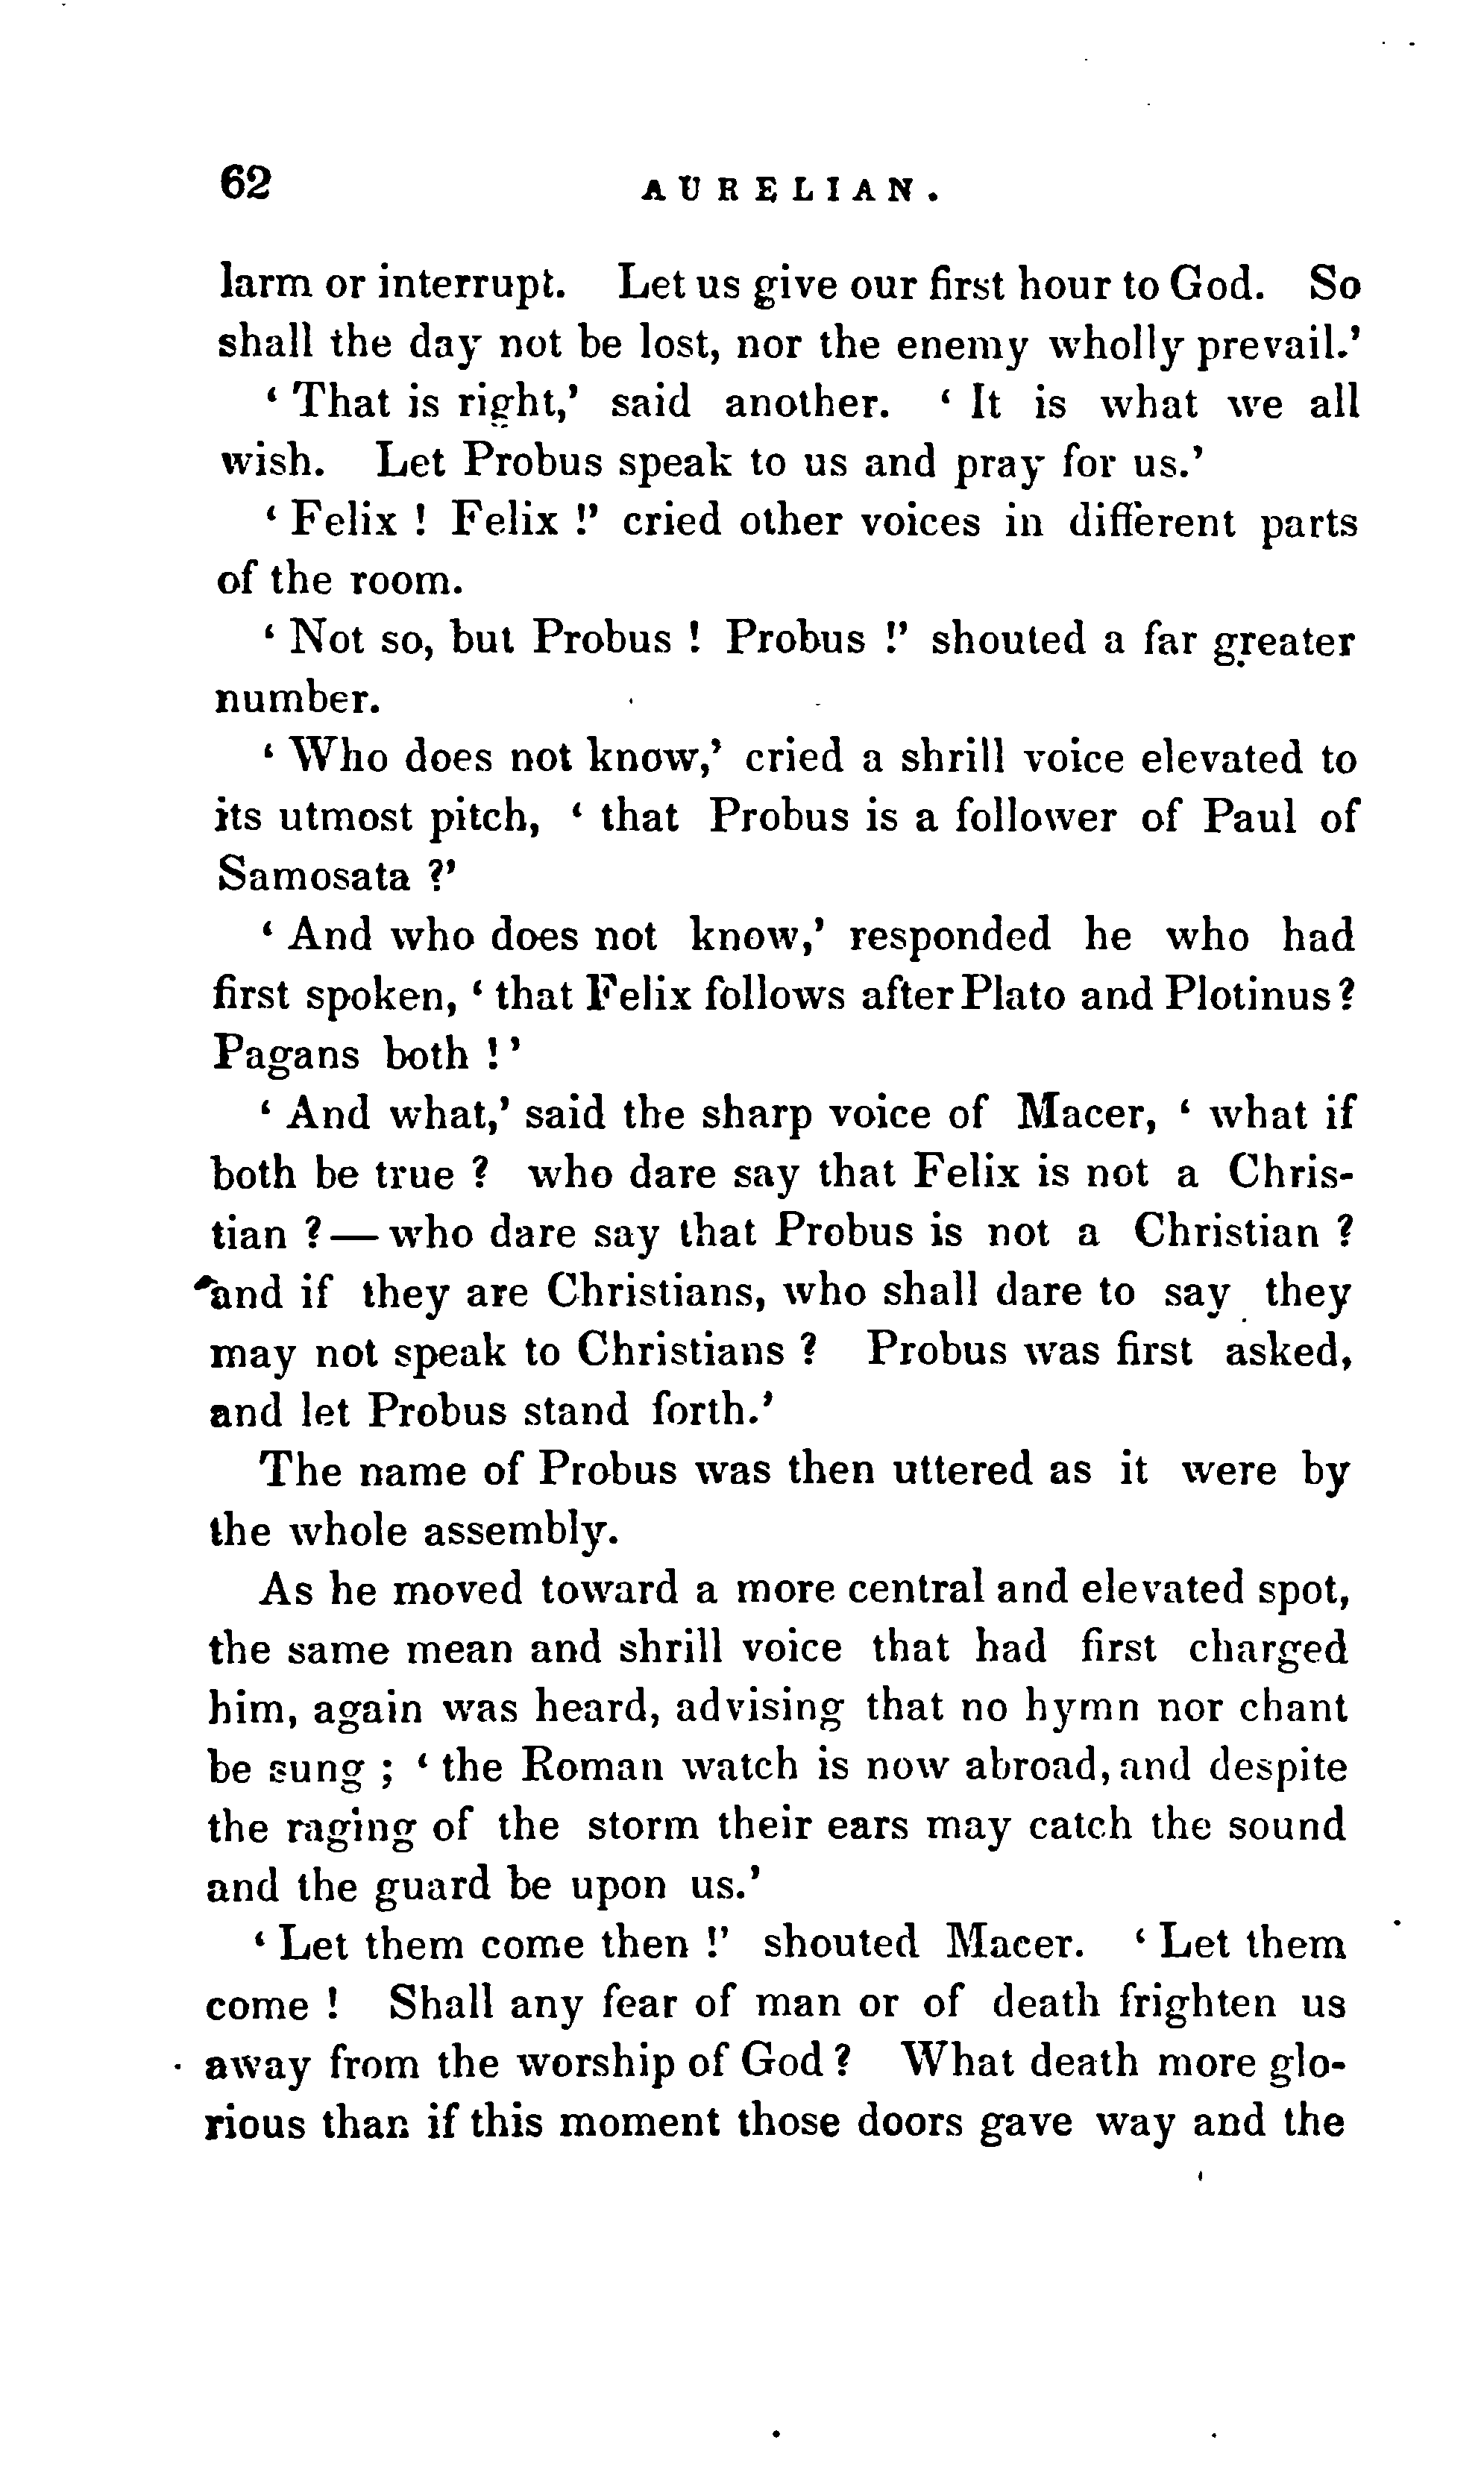 62 AURELIAN.
larm or interrupt. Let us give our first hour to God. So
shall the day not be lost, nor the enemy wholly prevail.'
' That is right,' said another. ' It is what we all
wish. Let Probus speak to us and pray for us.'
' Felix ! Felix !' cried other voices in different parts
of the room.
' Not so, but Probus ! Probus !' shouted a far greater
number.
' Who does not know,' cried a shrill voice elevated to
its utmost pitch, ' that Probus is a follower of Paul of
Samosata ?'
' And who does not know,' responded he who had
first spoken, ' that Felix follows after Plato and Plotinus?
Pagans both !'
' And what,' said the sharp voice of Macer, ' what if
both be true ? who dare say that Felix is not a Chris-
tian ?—who dare say that Probus is not a Christian ?
and if they are Christians, who shall dare to say they
may not speak to Christians ? Probus was first asked,
and let Probus stand forth.'
The name of Probus was then uttered as it were by
the whole assembly.
As he moved toward a more central and elevated spot,
the same mean and shrill voice that had first charged
him, again was heard, advising that no hymn nor chant
be sung ; ' the Roman watch is now abroad, and despite
the raging of the storm their ears may catch the sound
and the guard be upon us.'
' Let them come then !' shouted Macer. ' Let them
come ! Shall any fear of man or of death frighten us
away from the worship of God ? What death more glo-
rious than if this moment those doors gave way and the